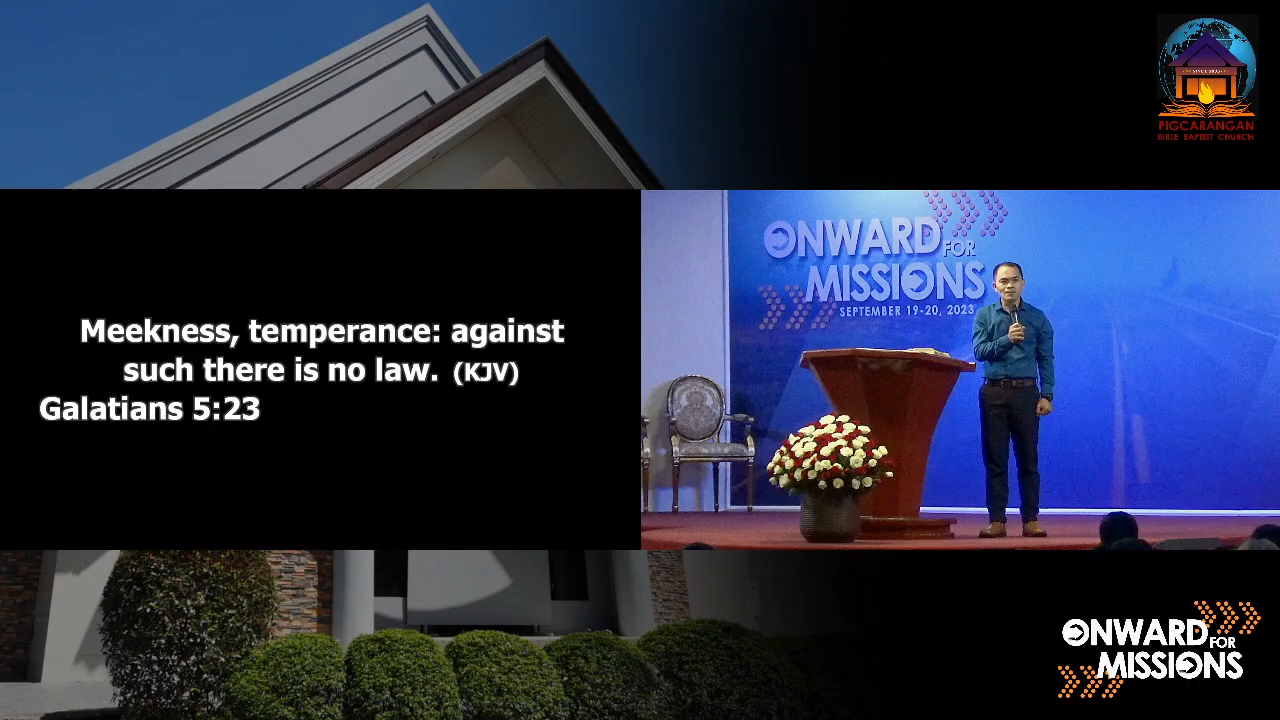 PIGCARANGAN
BIBLE BAPTIST CHURCH
Meekness, temperance: against
such there is no law. (KJV)
Galatians 5:23
ONWARD FOR
MISSIONS
SEPTEMBER 19-20, 2023
ONWARD FOR
MISSIONS